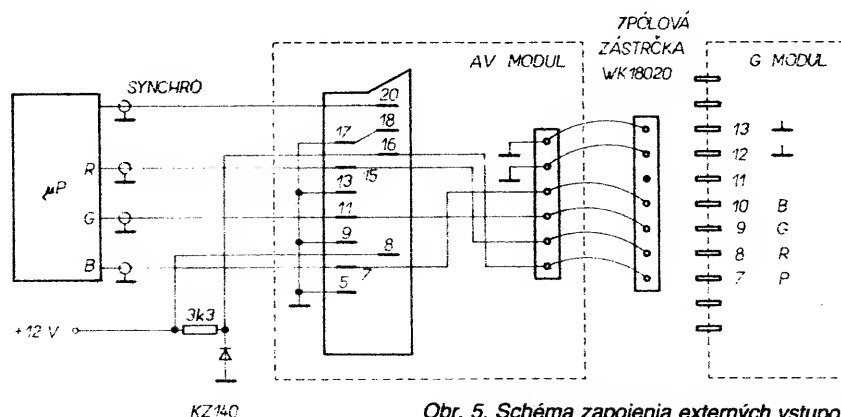 7PÓLOVÁ
ZÁSTRČKA
WK18020
AV MODUL
G MODUL
SYNCHRO
µP
R
G
B
20
18
17
16
15
13
11
9
8
7
5
13 ⊥
12 ⊥
11
10 B
9 G
8 R
7 P
3k3
+12 V
KZ140
Obr. 5. Schéma zapojenia externých vstupo